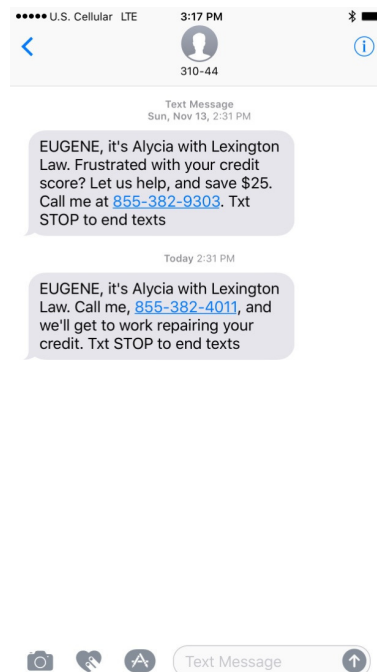 U.S. Cellular LTE 3:17 PM
310-44
Text Message
Sun, Nov 13, 2:31 PM
EUGENE, it's Alycia with Lexington
Law. Frustrated with your credit
score? Let us help, and save $25.
Call me at 855-382-9303. Txt
STOP to end texts
Today 2:31 PM
EUGENE, it's Alycia with Lexington
Law. Call me, 855-382-4011, and
we'll get to work repairing your
credit. Txt STOP to end texts
Text Message